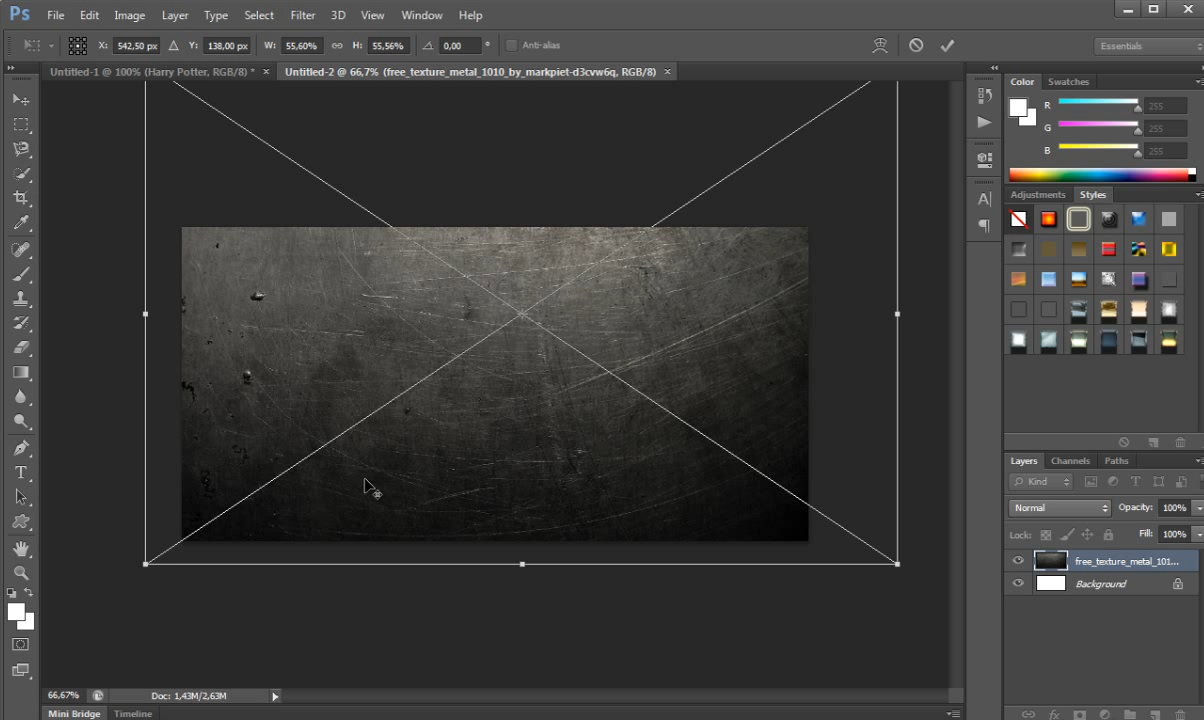 Ps File Edit Image Layer Type Select Filter 3D View Window Help
X: 542,50 px Y: 138,00 px W: 55,60% H: 55,56% 0,00 ° Anti-alias Essentials
Untitled-1 @ 100% (Harry Potter, RGB/8) * × Untitled-2 @ 66,7% (free_texture_metal_1010_by_markpiet-d3cvw6q, RGB/8) ×
Color Swatches
R 255
G 255
B 255
Adjustments Styles
Layers Channels Paths
Kind
Normal Opacity: 100%
Lock: Fill: 100%
free_texture_metal_101...
Background
66,67% Doc: 1,43M/2,63M
Mini Bridge Timeline